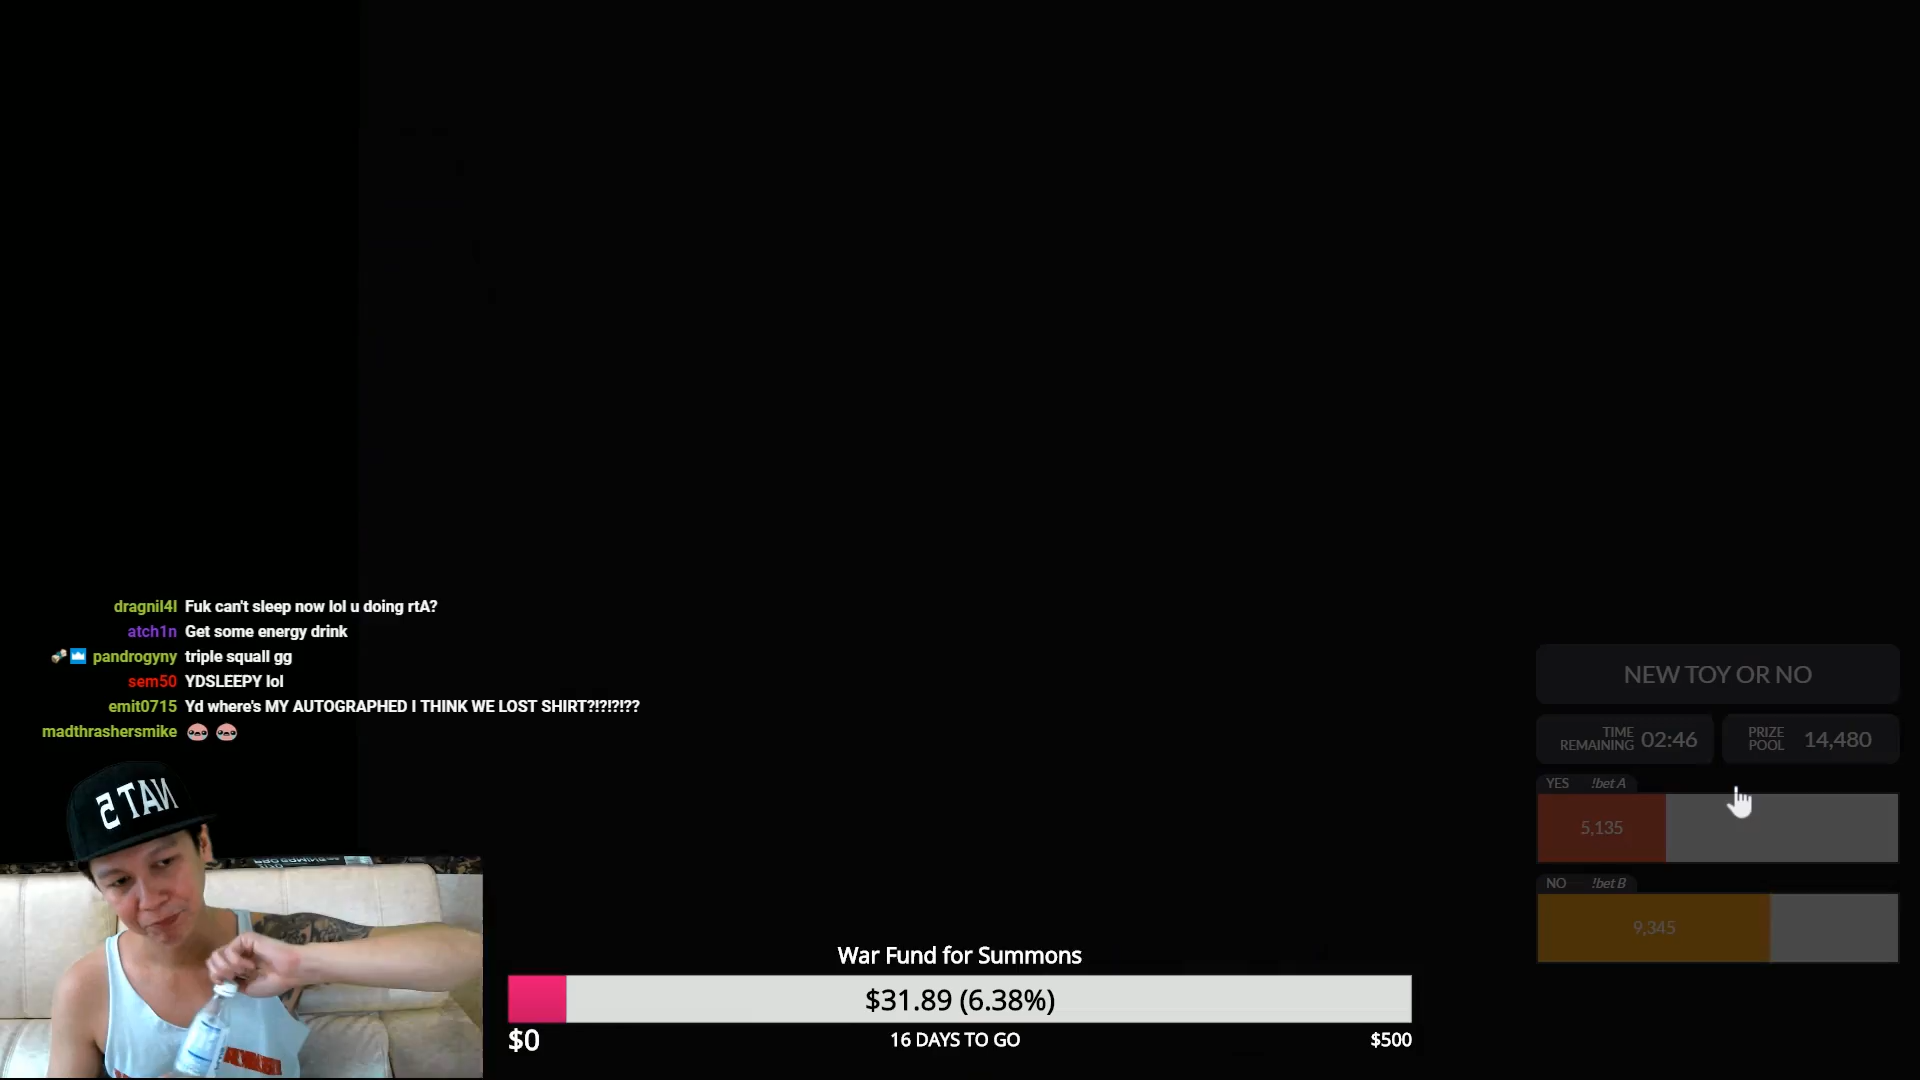 dragnil4l Fuk can't sleep now lol u doing rtA?
atch1n Get some energy drink
pandrogyny triple squall gg
sem50 YDSLEEPY lol
emit0715 Yd where's MY AUTOGRAPHED I THINK WE LOST SHIRT?!?!?!??
madthrashersmike
NEW TOY OR NO
TIME REMAINING 02:46
PRIZE POOL 14,480
YES !bet A
5,135
NO !bet B
9,345
War Fund for Summons
$31.89 (6.38%)
$0 16 DAYS TO GO $500